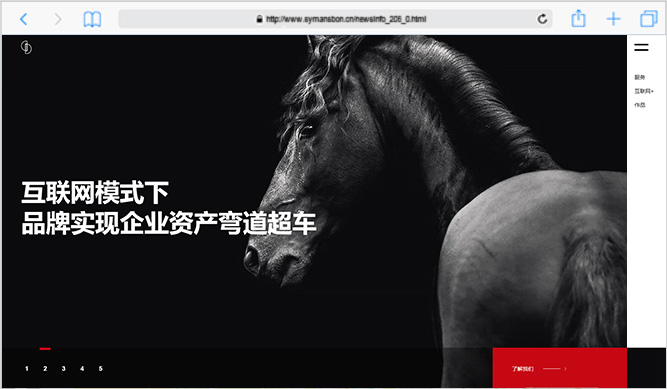 http://www.symansbon.cn/newsinfo_206_0.html
服务
互联网+
作品
互联网模式下
品牌实现企业资产弯道超车
1 2 3 4 5
了解我们